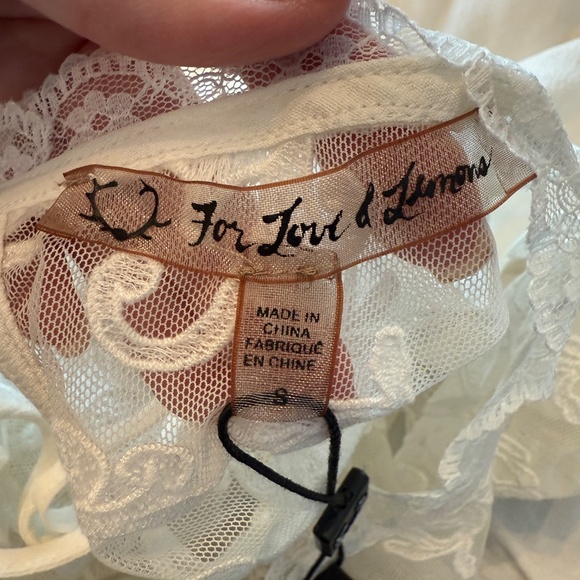 For Love & Lemons
MADE IN
CHINA
FABRIQUÉ
EN CHINE
S